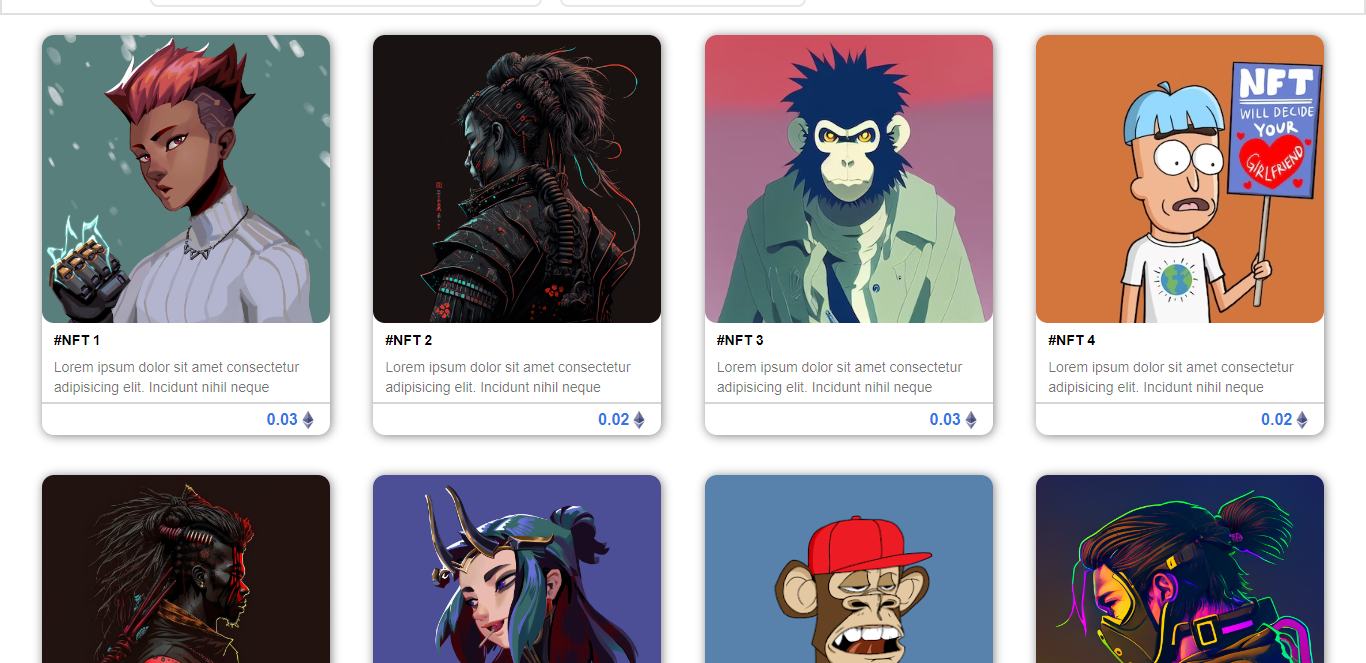 NFT
WILL DECIDE
YOUR
GIRLFRIEND
#NFT 1
Lorem ipsum dolor sit amet consectetur
adipisicing elit. Incidunt nihil neque
0.03
#NFT 2
Lorem ipsum dolor sit amet consectetur
adipisicing elit. Incidunt nihil neque
0.02
#NFT 3
Lorem ipsum dolor sit amet consectetur
adipisicing elit. Incidunt nihil neque
0.03
#NFT 4
Lorem ipsum dolor sit amet consectetur
adipisicing elit. Incidunt nihil neque
0.02